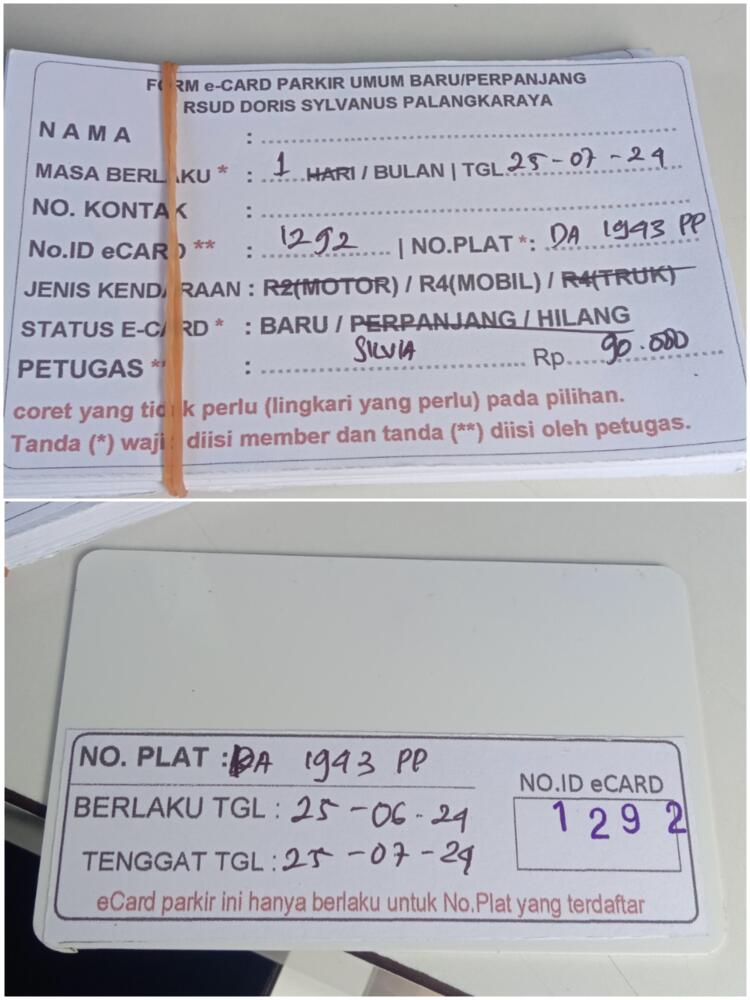 FORM e-CARD PARKIR UMUM BARU/PERPANJANG
RSUD DORIS SYLVANUS PALANGKARAYA
NAMA :
MASA BERLAKU * : 1 HARI / BULAN | TGL 25-07-24
NO. KONTAK :
No.ID eCARD ** : 1292 | NO.PLAT *: DA 1943 PP
JENIS KENDARAAN : R2(MOTOR) / R4(MOBIL) / R4(TRUK)
STATUS E-CARD * : BARU / PERPANJANG / HILANG
PETUGAS ** : SILVIA Rp 90.000
coret yang tidak perlu (lingkari yang perlu) pada pilihan.
Tanda (*) wajib diisi member dan tanda (**) diisi oleh petugas.
NO. PLAT : DA 1943 PP
BERLAKU TGL : 25-06-24
TENGGAT TGL : 25-07-24
NO.ID eCARD
1292
eCard parkir ini hanya berlaku untuk No.Plat yang terdaftar